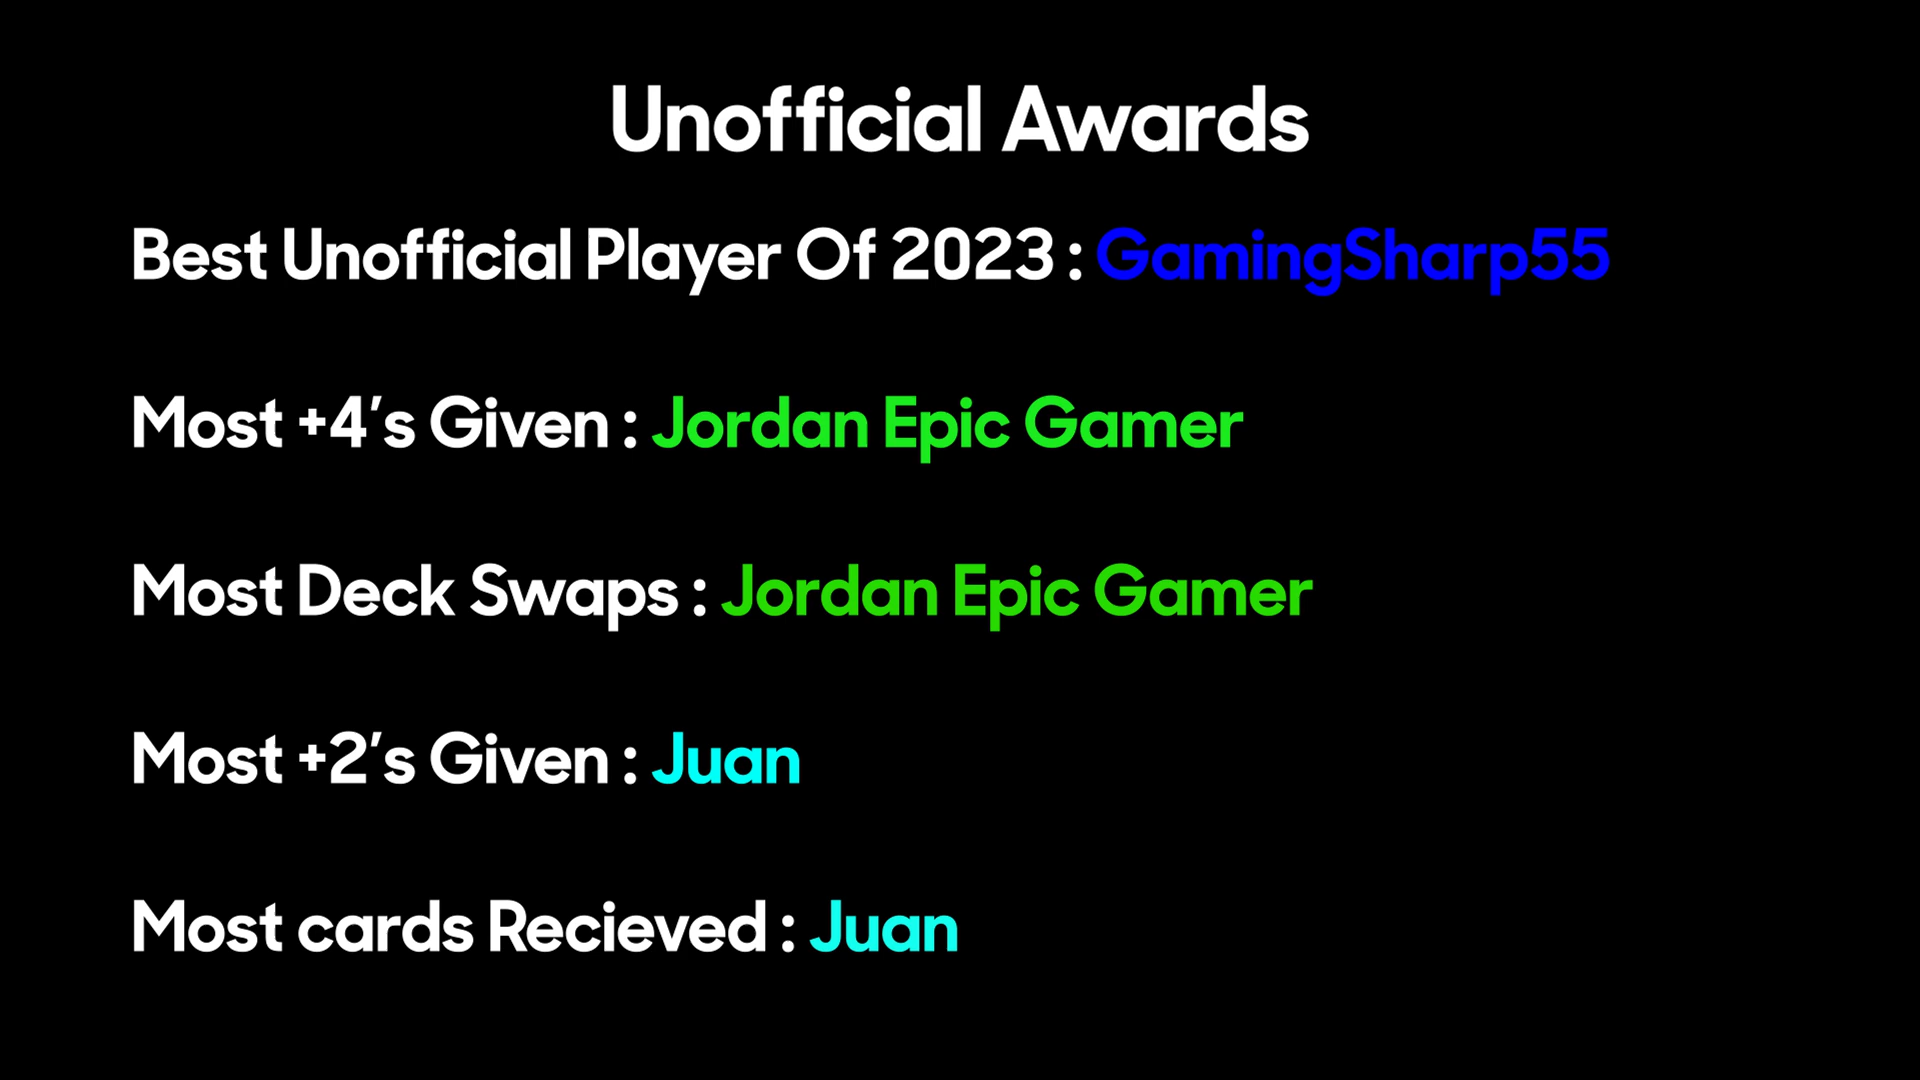 Unofficial Awards
Best Unofficial Player Of 2023 : GamingSharp55
Most +4's Given : Jordan Epic Gamer
Most Deck Swaps : Jordan Epic Gamer
Most +2's Given : Juan
Most cards Recieved : Juan